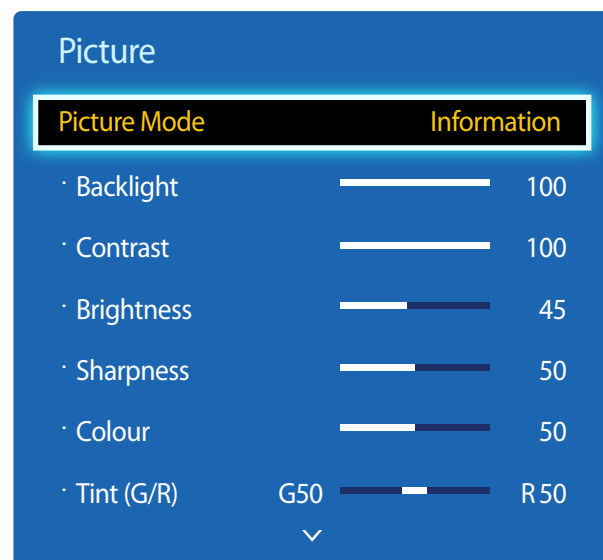 Picture
Picture Mode Information
· Backlight 100
· Contrast 100
· Brightness 45
· Sharpness 50
· Colour 50
· Tint (G/R) G50 R50